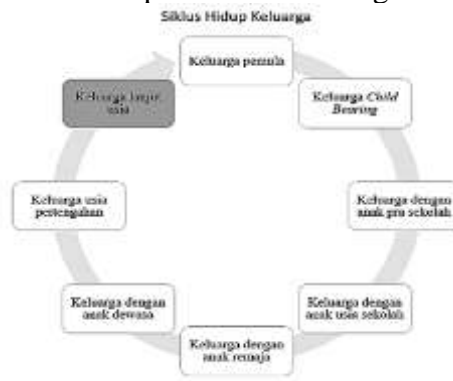 Siklus Hidup Keluarga
Keluarga pemula
Keluarga Child
Bearing
Keluarga dengan
anak pra sekolah
Keluarga dengan
anak usia sekolah
Keluarga dengan
anak remaja
Keluarga dengan
anak dewasa
Keluarga usia
pertengahan
Keluarga lanjut
usia